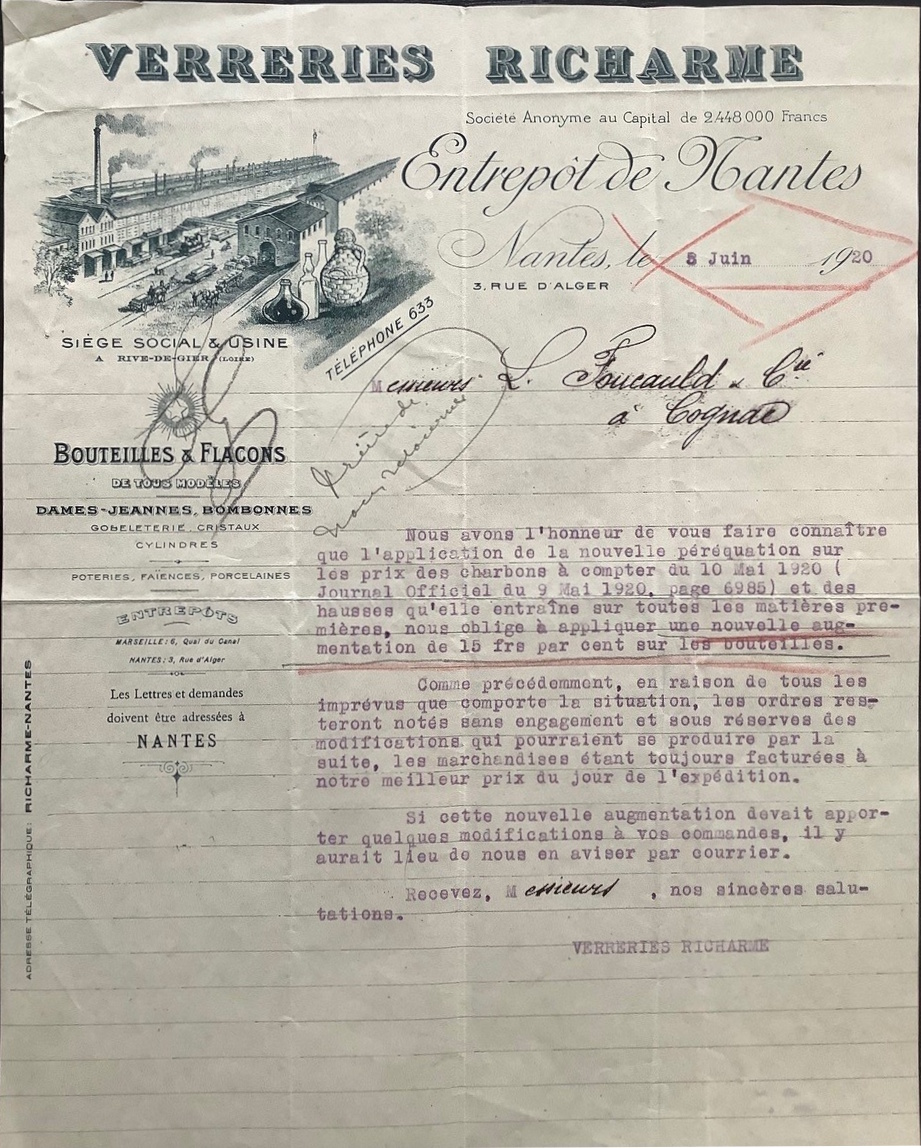 VERRERIES RICHARME
Société Anonyme au Capital de 2.448.000 Francs
Entrepôt de Nantes
Nantes, le 8 Juin 1920
3, RUE D'ALGER
TÉLÉPHONE 633
SIÈGE SOCIAL & USINE
A RIVE-DE-GIER (LOIRE)
Messieurs L. Foucauld & Cie
à Cognac
BOUTEILLES & FLACONS
DE TOUS MODÈLES
DAMES-JEANNES, BOMBONNES
GOBELETERIE, CRISTAUX
CYLINDRES
POTERIES, FAÏENCES, PORCELAINES
ENTREPÔTS
MARSEILLE: 6, Quai du Canal
NANTES: 3, Rue d'Alger
Les Lettres et demandes
doivent être adressées à
NANTES
ADRESSE TÉLÉGRAPHIQUE: RICHARME-NANTES
Nous avons l'honneur de vous faire connaître
que l'application de la nouvelle péréquation sur
les prix des charbons à compter du 10 Mai 1920 (
Journal Officiel du 9 Mai 1920, page 6985) et des
hausses qu'elle entraîne sur toutes les matières pre-
mières, nous oblige à appliquer une nouvelle aug-
mentation de 15 frs par cent sur les bouteilles.
Comme précédemment, en raison de tous les
imprévus que comporte la situation, les ordres res-
teront notés sans engagement et sous réserves des
modifications qui pourraient se produire par la
suite, les marchandises étant toujours facturées à
notre meilleur prix du jour de l'expédition.
Si cette nouvelle augmentation devait appor-
ter quelques modifications à vos commandes, il y
aurait lieu de nous en aviser par courrier.
Recevez, Messieurs , nos sincères salu-
tations.
VERRERIES RICHARME